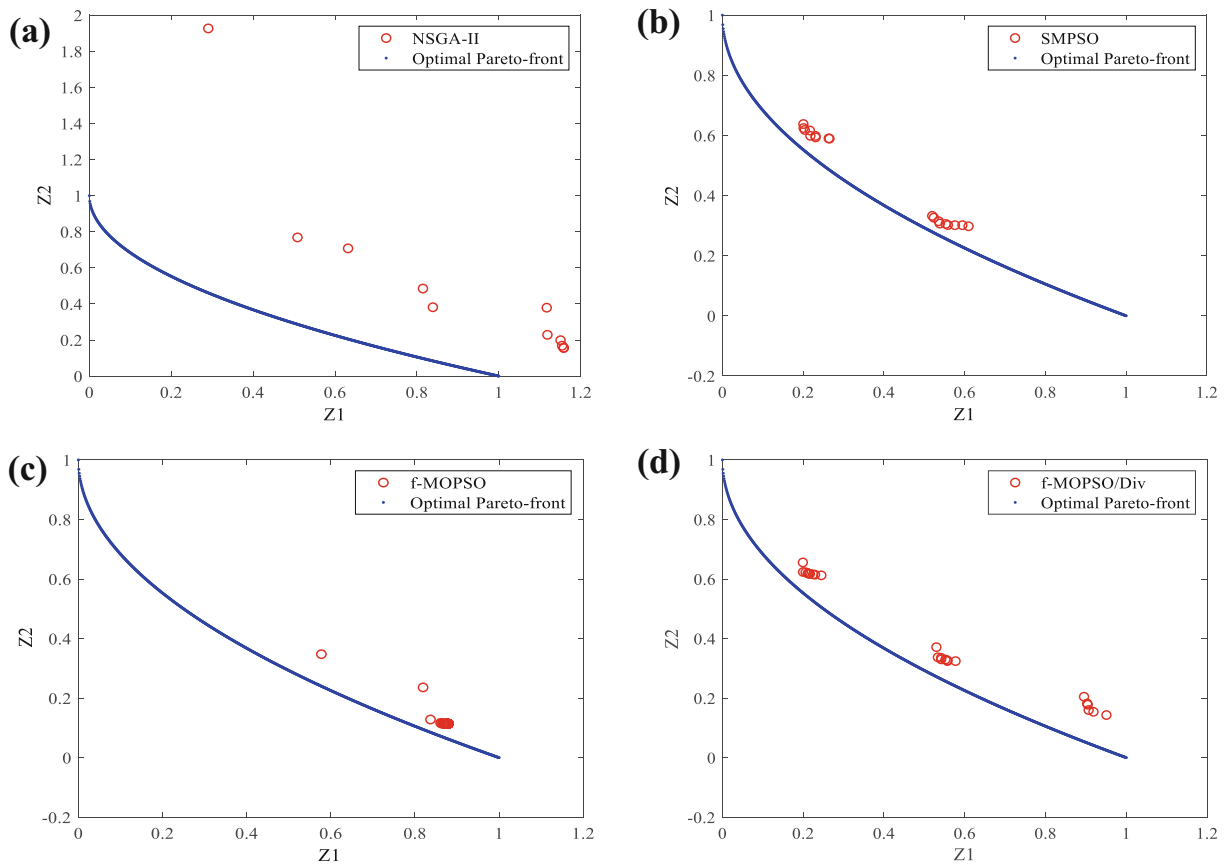 (a)
2
1.8
1.6
1.4
1.2
1
0.8
0.6
0.4
0.2
0
Z2
NSGA-II
Optimal Pareto-front
0 0.2 0.4 0.6 0.8 1 1.2
Z1
(b)
1
0.8
0.6
0.4
0.2
0
-0.2
Z2
SMPSO
Optimal Pareto-front
0 0.2 0.4 0.6 0.8 1 1.2
Z1
(c)
1
0.8
0.6
0.4
0.2
0
-0.2
Z2
f-MOPSO
Optimal Pareto-front
0 0.2 0.4 0.6 0.8 1 1.2
Z1
(d)
1
0.8
0.6
0.4
0.2
0
-0.2
Z2
f-MOPSO/Div
Optimal Pareto-front
0 0.2 0.4 0.6 0.8 1 1.2
Z1